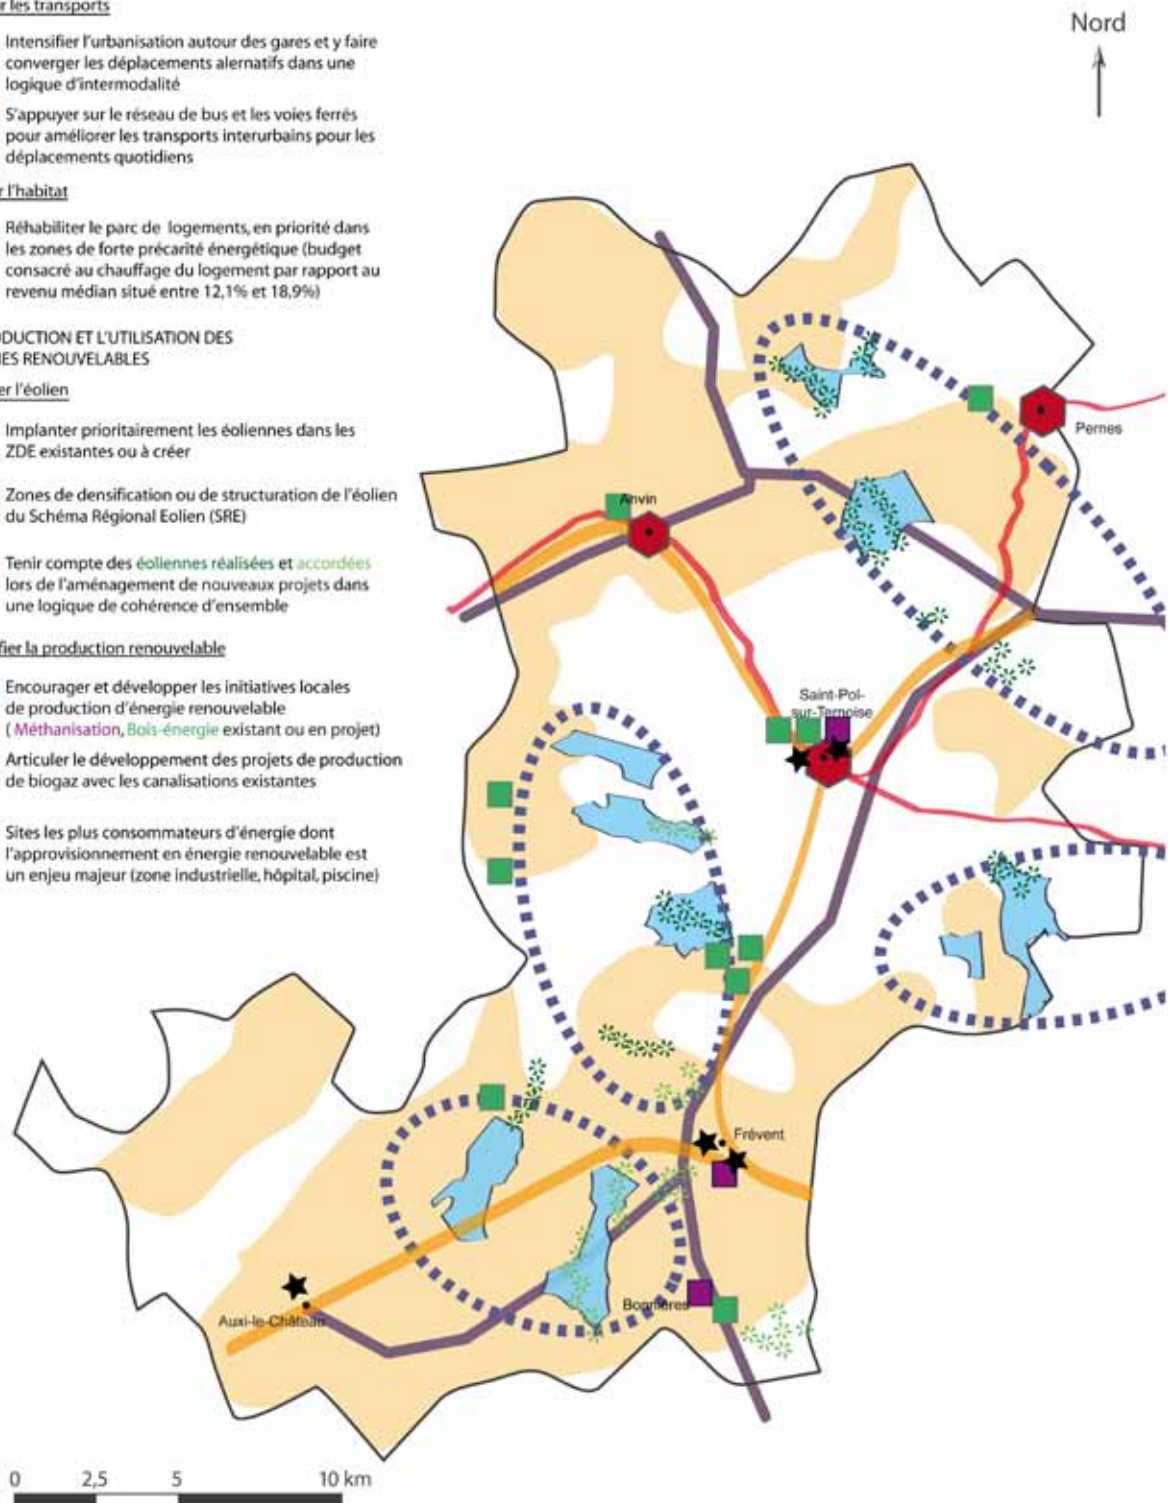 r les transports
Intensifier l'urbanisation autour des gares et y faire
converger les déplacements alernatifs dans une
logique d'intermodalité
S'appuyer sur le réseau de bus et les voies ferrés
pour améliorer les transports interurbains pour les
déplacements quotidiens
r l'habitat
Réhabiliter le parc de logements, en priorité dans
les zones de forte précarité énergétique (budget
consacré au chauffage du logement par rapport au
revenu médian situé entre 12,1% et 18,9%)
DUCTION ET L'UTILISATION DES
IES RENOUVELABLES
er l'éolien
Implanter prioritairement les éoliennes dans les
ZDE existantes ou à créer
Zones de densification ou de structuration de l'éolien
du Schéma Régional Eolien (SRE)
Tenir compte des éoliennes réalisées et accordées
lors de l'aménagement de nouveaux projets dans
une logique de cohérence d'ensemble
fier la production renouvelable
Encourager et développer les initiatives locales
de production d'énergie renouvelable
( Méthanisation, Bois-énergie existant ou en projet)
Articuler le développement des projets de production
de biogaz avec les canalisations existantes
Sites les plus consommateurs d'énergie dont
l'approvisionnement en énergie renouvelable est
un enjeu majeur (zone industrielle, hôpital, piscine)
Nord
Pernes
Anvin
Saint-Pol-
sur-Ternoise
Frévent
Bonnières
Auxi-le-Château
0 2,5 5 10 km